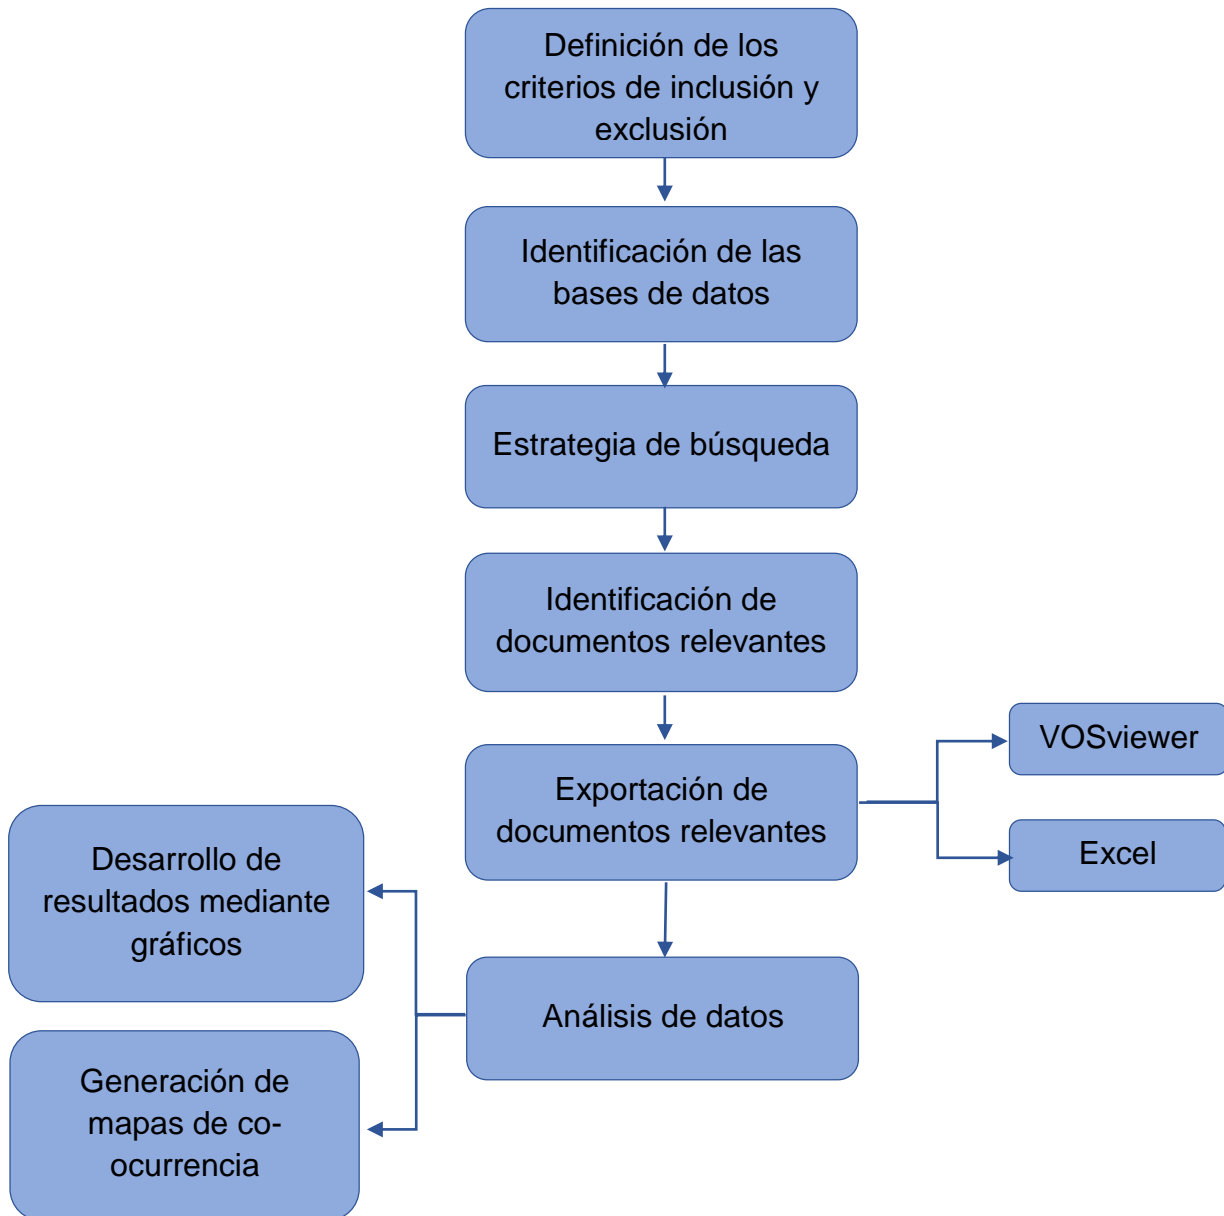 Definición de los
criterios de inclusión y
exclusión
Identificación de las
bases de datos
Estrategia de búsqueda
Identificación de
documentos relevantes
Exportación de
documentos relevantes
VOSviewer
Excel
Análisis de datos
Desarrollo de
resultados mediante
gráficos
Generación de
mapas de co-
ocurrencia